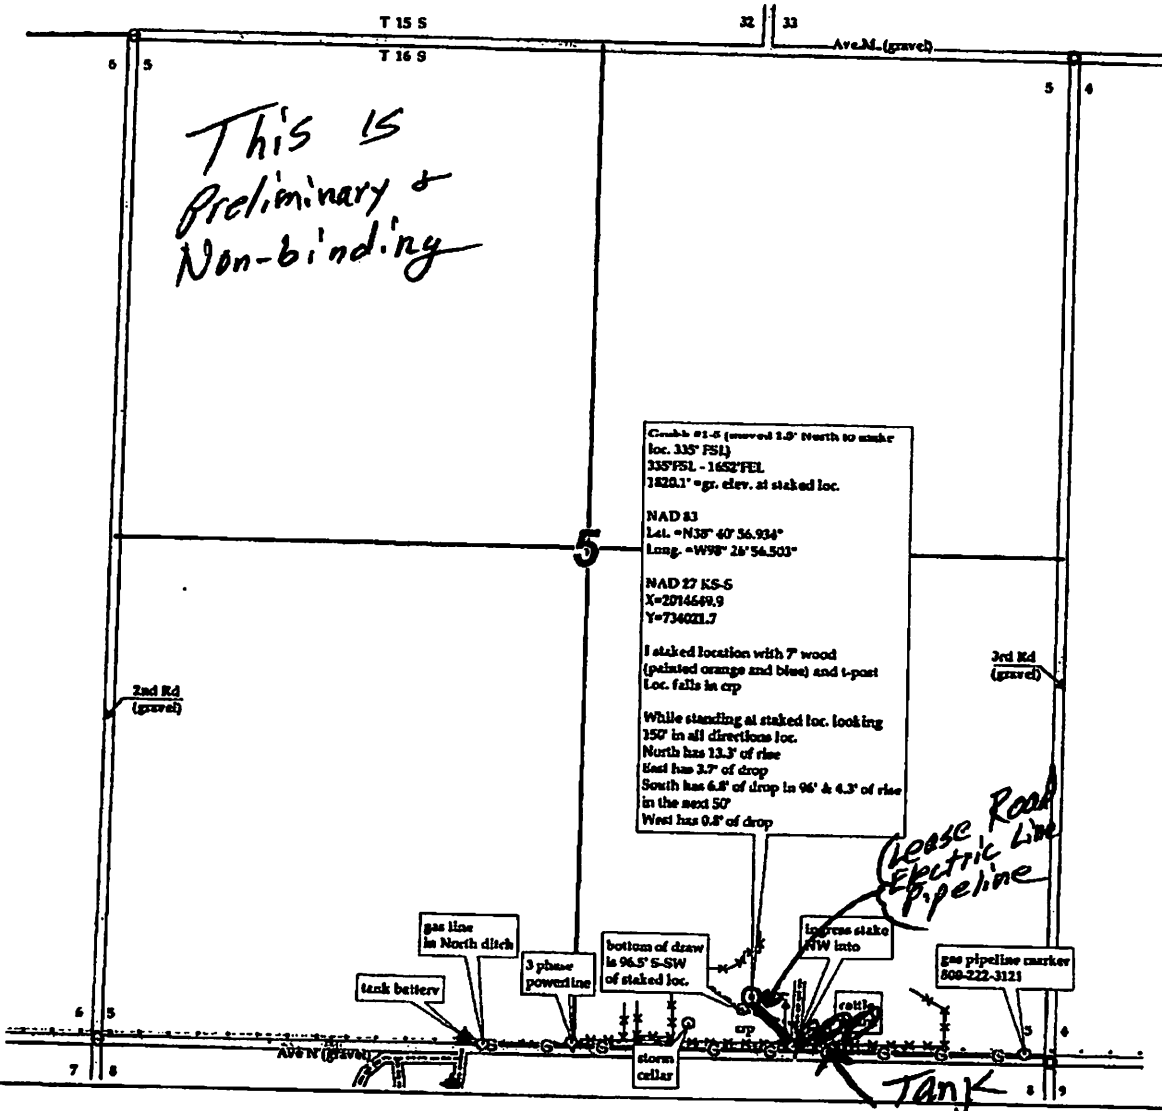 T 15 S
32 33
Ave M (gravel)
T 16 S
6 5
5 4
This is
Preliminary &
Non-binding
#1-5 (moved 1.9' North to make
loc. 335' FSL)
335'FSL - 1652'FEL
1820.1' =gr. elev. at staked loc.
NAD 83
Lat. =N38° 40' 56.934"
Long. =W98° 26' 56.503"
5
NAD 27 KS-S
X=2014649.9
Y=734021.7
I staked location with 7' wood
(painted orange and blue) and t-post
Loc. falls in crp
3rd Rd
(gravel)
2nd Rd
(gravel)
While standing at staked loc. looking
150' in all directions loc.
North has 13.3' of rise
East has 3.7' of drop
South has 6.8' of drop in 96' & 4.3' of rise
in the next 50'
West has 0.8' of drop
Lease Road
Electric Line
Pipeline
gas line
in North ditch
3 phase
powerline
bottom of draw
is 96.5' S-SW
of staked loc.
ingress stake
NW into
gas pipeline marker
800-222-3121
tank battery
6 5
crp
5 4
Ave N (gravel)
storm
cellar
7 8
Tank
8 9